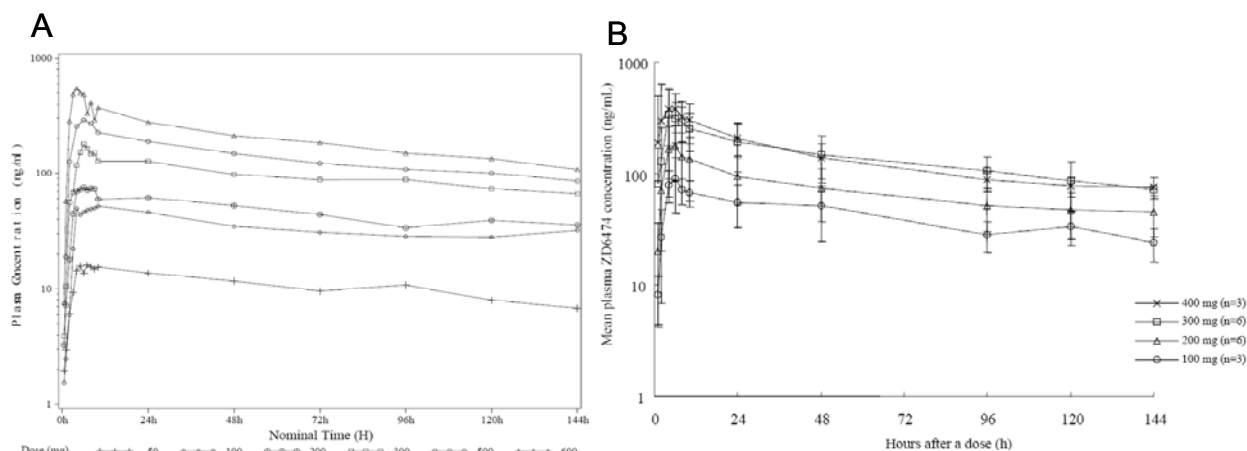 A
B
Plasma Concentration (ng/ml)
1000
100
10
1
0h 24h 48h 72h 96h 120h 144h
Nominal Time (H)
Dose (mg) 50 100 200 300 500 600
Mean plasma ZD6474 concentration (ng/mL)
1000
100
10
1
0 24 48 72 96 120 144
Hours after a dose (h)
400 mg (n=3)
300 mg (n=6)
200 mg (n=6)
100 mg (n=3)